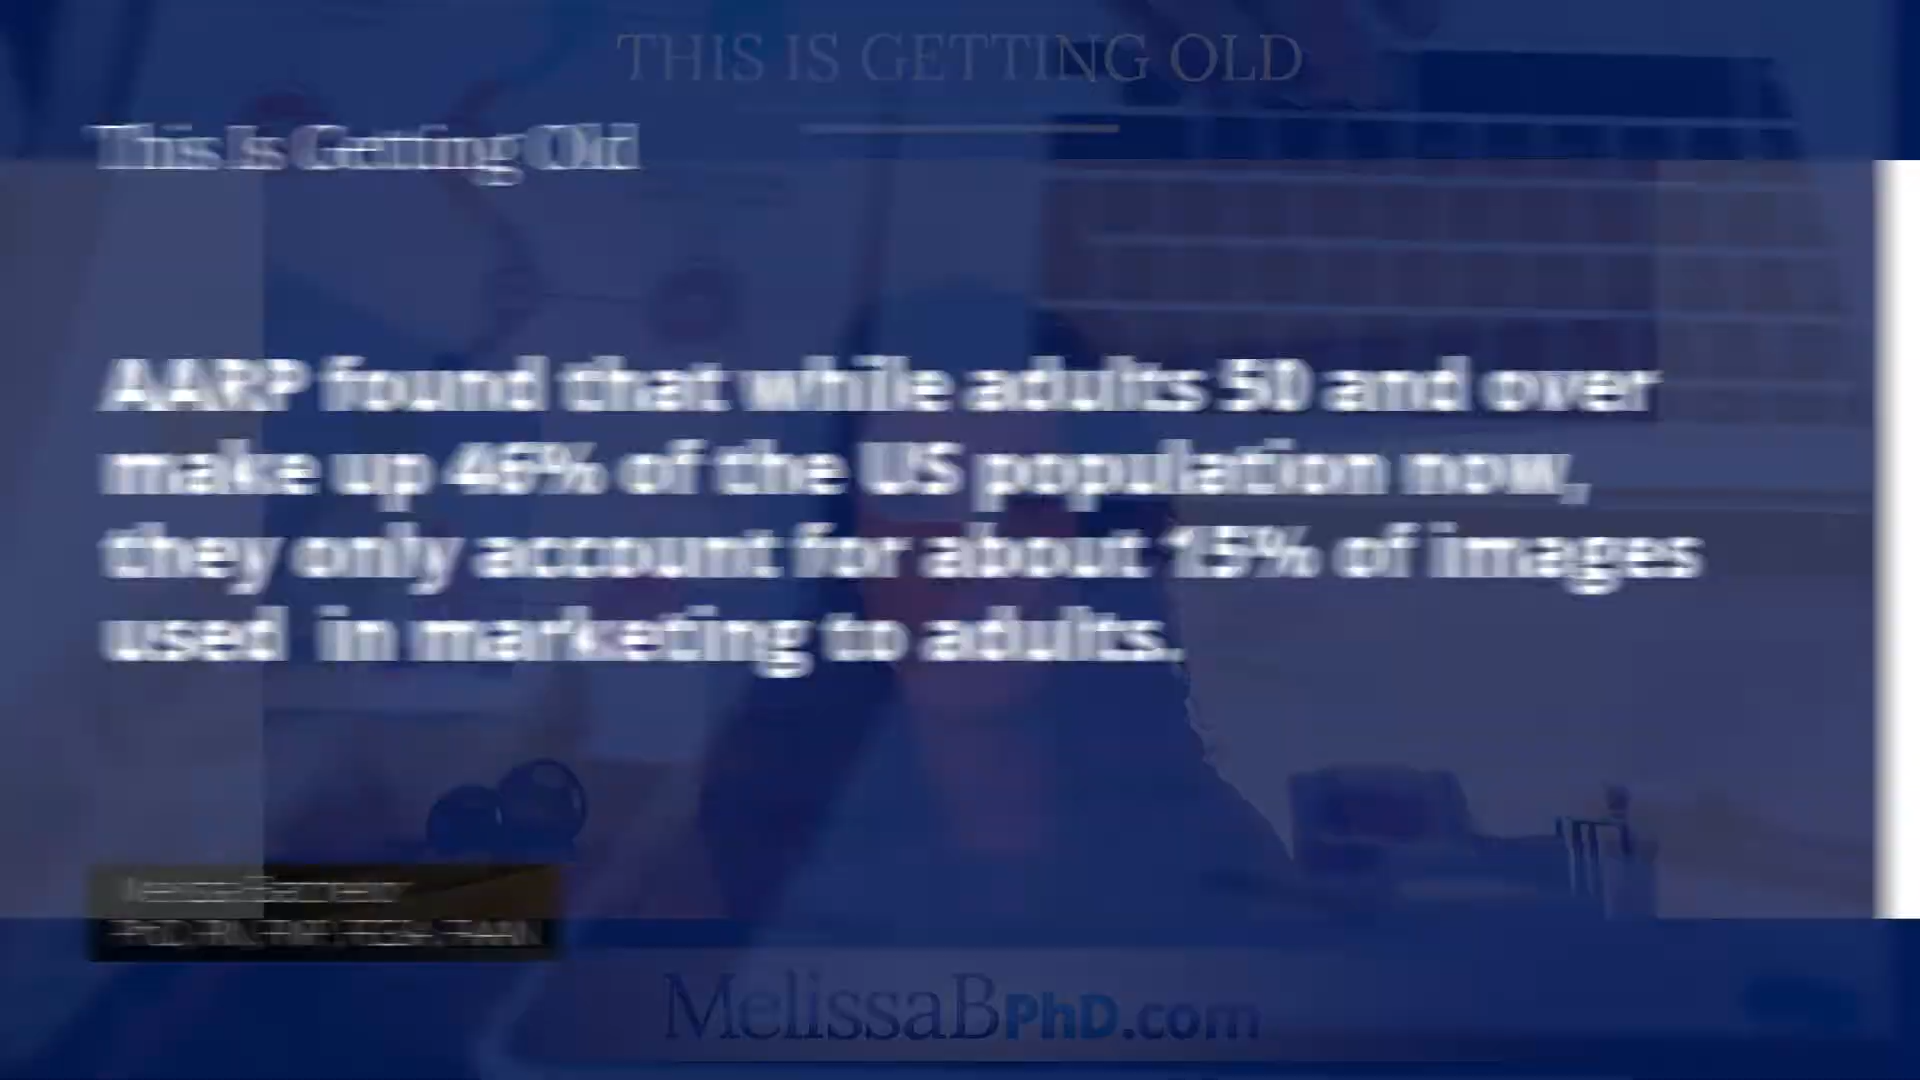 THIS IS GETTING OLD
This Is Getting Old
AARP found that while adults 50 and over
make up 46% of the US population now,
they only account for about 15% of images
used in marketing to adults.
MelissaBPhD.com